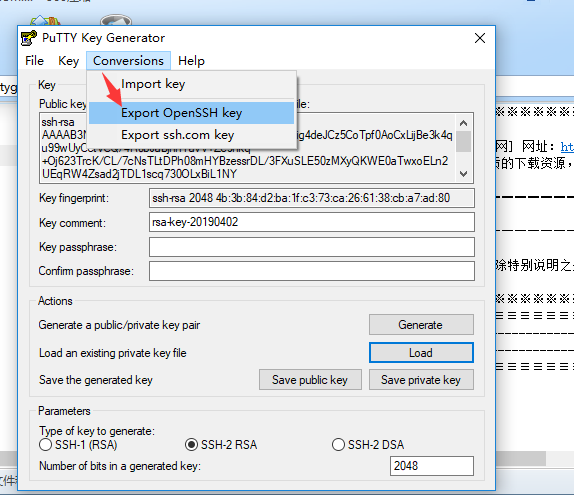 PuTTY Key Generator
File Key Conversions Help
Import key
Export OpenSSH key
Export ssh.com key
Key
Public key
file:
ssh-rsa
ig4deJCz5CoTpf0AoCxLijBe3k4q
+Oj623TrcK/CL/7cNsTLtDPh08mHYBzessrDL/3FXuSLE50zMXyQKWE0aTwxoELn2
UEqRW4Zsad2jTDL1scq730OLxBiL1NY
Key fingerprint: ssh-rsa 2048 4b:3b:84:d2:ba:1f:c3:73:ca:26:61:38:cb:a7:ad:80
Key comment: rsa-key-20190402
Key passphrase:
Confirm passphrase:
Actions
Generate a public/private key pair Generate
Load an existing private key file Load
Save the generated key Save public key Save private key
Parameters
Type of key to generate:
SSH-1 (RSA) SSH-2 RSA SSH-2 DSA
Number of bits in a generated key: 2048
tyg
※※※※※
网] 网址: ht
质的下载资源，
除特别说明之
※※※※※
文件